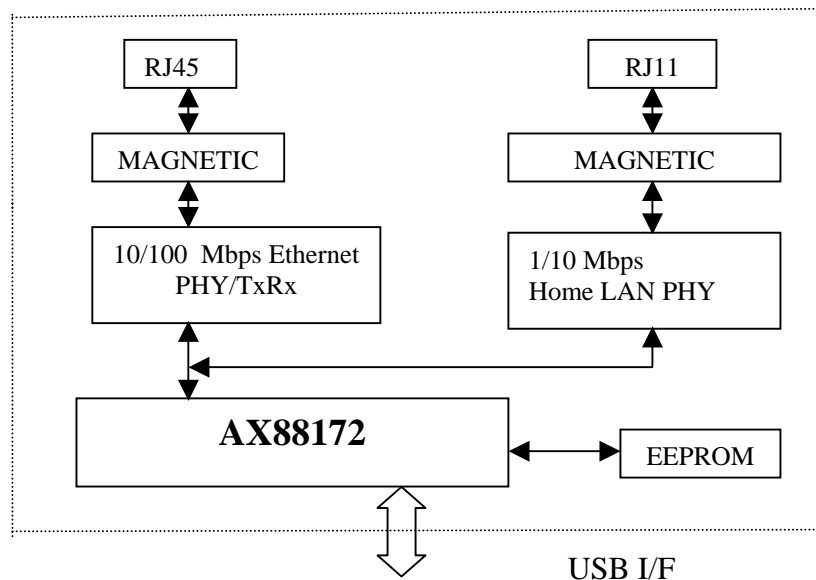 RJ45
RJ11
MAGNETIC
MAGNETIC
10/100 Mbps Ethernet
PHY/TxRx
1/10 Mbps
Home LAN PHY
AX88172
EEPROM
USB I/F